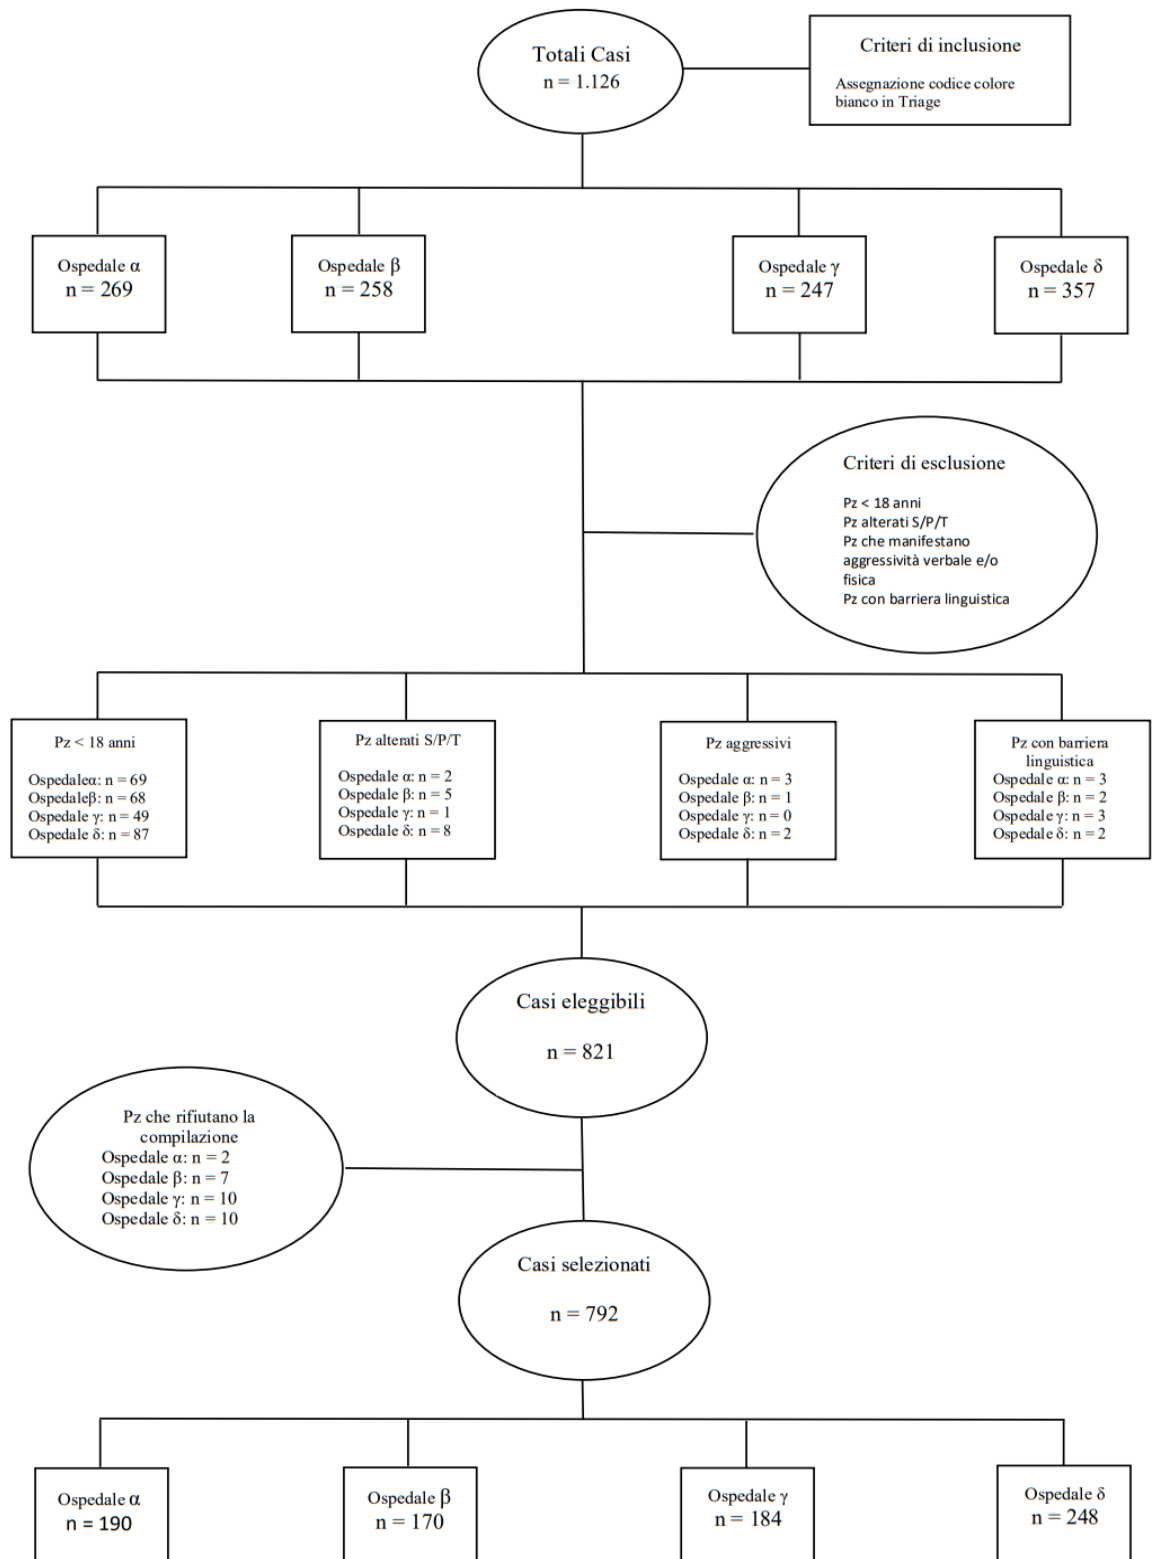 Totali Casi
n = 1.126
Criteri di inclusione
Assegnazione codice colore
bianco in Triage
Ospedale α
n = 269
Ospedale β
n = 258
Ospedale γ
n = 247
Ospedale δ
n = 357
Criteri di esclusione
Pz < 18 anni
Pz alterati S/P/T
Pz che manifestano
aggressività verbale e/o
fisica
Pz con barriera linguistica
Pz < 18 anni
Ospedaleα: n = 69
Ospedaleβ: n = 68
Ospedale γ: n = 49
Ospedale δ: n = 87
Pz alterati S/P/T
Ospedale α: n = 2
Ospedale β: n = 5
Ospedale γ: n = 1
Ospedale δ: n = 8
Pz aggressivi
Ospedale α: n = 3
Ospedale β: n = 1
Ospedale γ: n = 0
Ospedale δ: n = 2
Pz con barriera
linguistica
Ospedale α: n = 3
Ospedale β: n = 2
Ospedale γ: n = 3
Ospedale δ: n = 2
Casi eleggibili
n = 821
Pz che rifiutano la
compilazione
Ospedale α: n = 2
Ospedale β: n = 7
Ospedale γ: n = 10
Ospedale δ: n = 10
Casi selezionati
n = 792
Ospedale α
n = 190
Ospedale β
n = 170
Ospedale γ
n = 184
Ospedale δ
n = 248